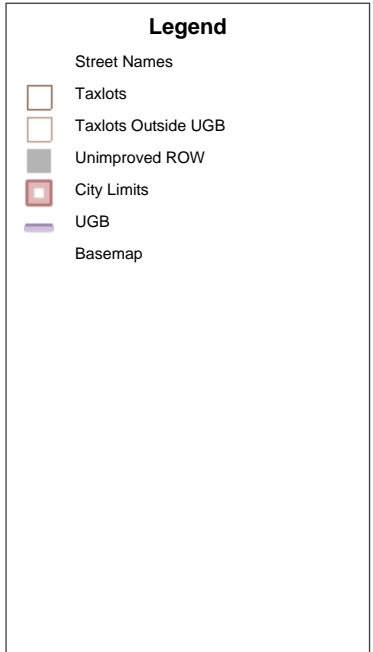 Legend
Street Names
Taxlots
Taxlots Outside UGB
Unimproved ROW
City Limits
UGB
Basemap